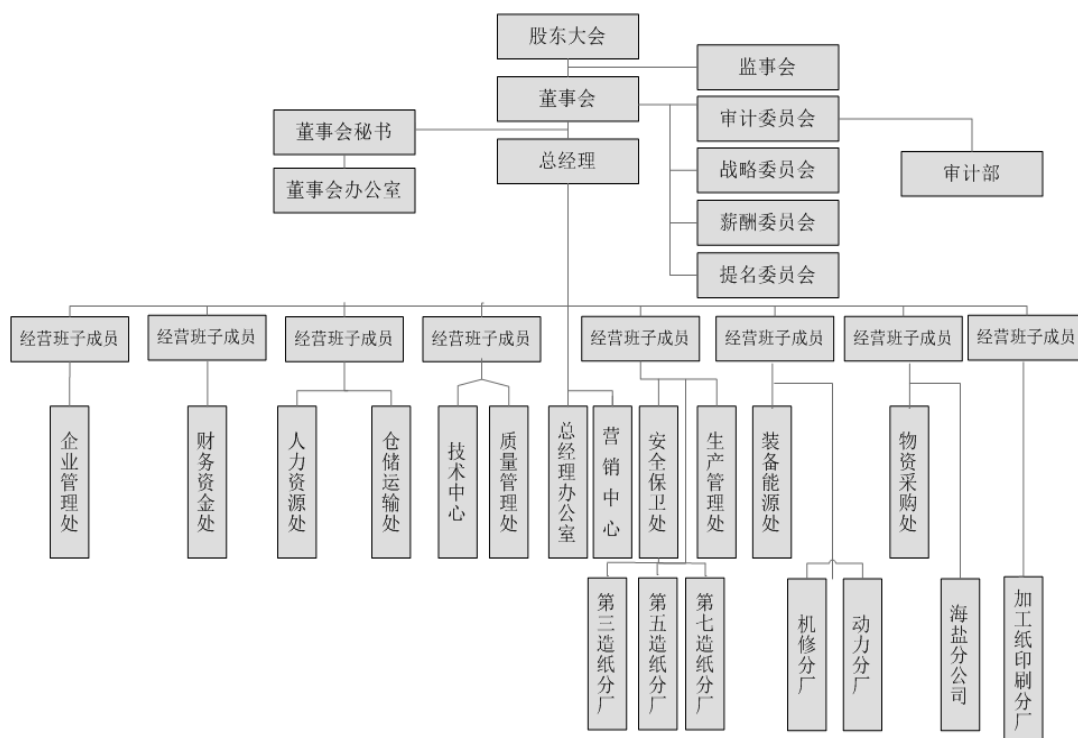 股东大会
监事会
董事会
审计委员会
董事会秘书
总经理
战略委员会
审计部
董事会办公室
薪酬委员会
提名委员会
经营班子成员
经营班子成员
经营班子成员
经营班子成员
经营班子成员
经营班子成员
经营班子成员
经营班子成员
企业管理处
财务资金处
人力资源处
仓储运输处
技术中心
质量管理处
总经理办公室
营销中心
安全保卫处
生产管理处
装备能源处
物资采购处
第三造纸分厂
第五造纸分厂
第七造纸分厂
机修分厂
动力分厂
海盐分公司
加工纸印刷分厂